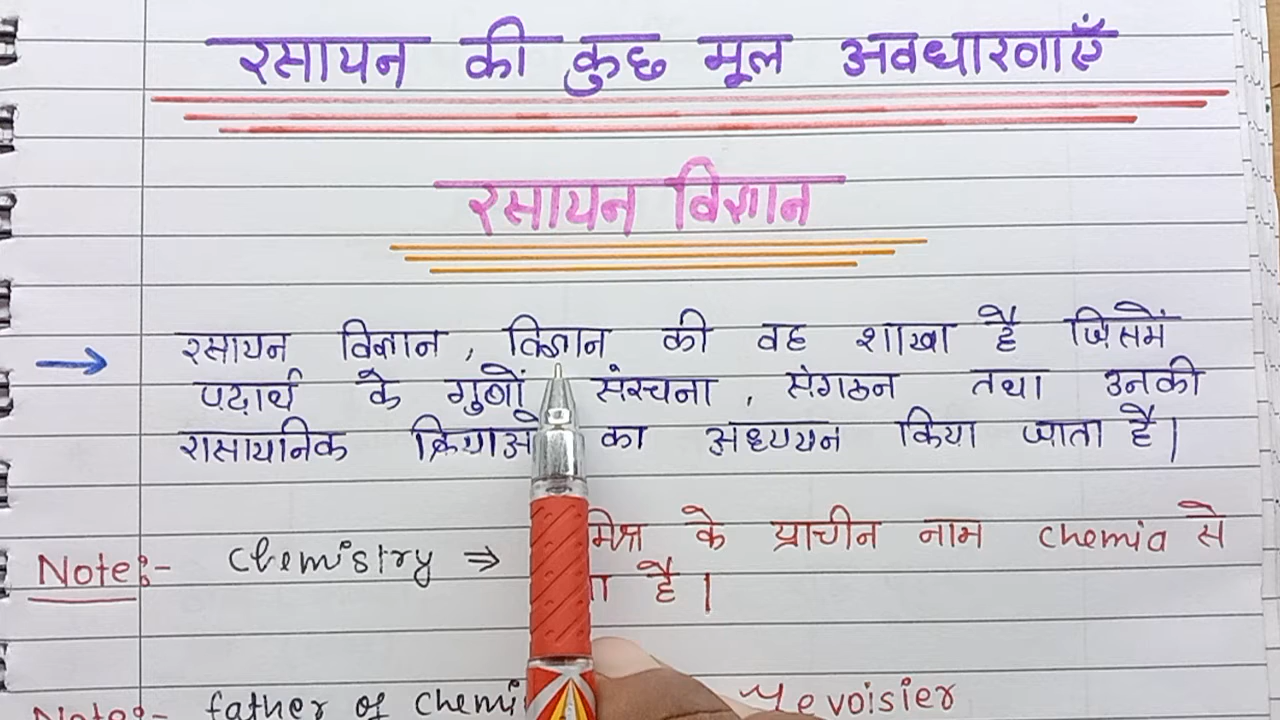 रसायन की कुछ मूल अवधारणाएँ
रसायन विज्ञान
रसायन विज्ञान, विज्ञान की वह शाखा है जिसमें
पदार्थ के गुणों संरचना, संगठन तथा उनकी
रासायनिक क्रियाओं का अध्ययन किया जाता है।
Note:- Chemistry ⇒ के प्राचीन नाम chemia से
है।
Note:- father of chemi